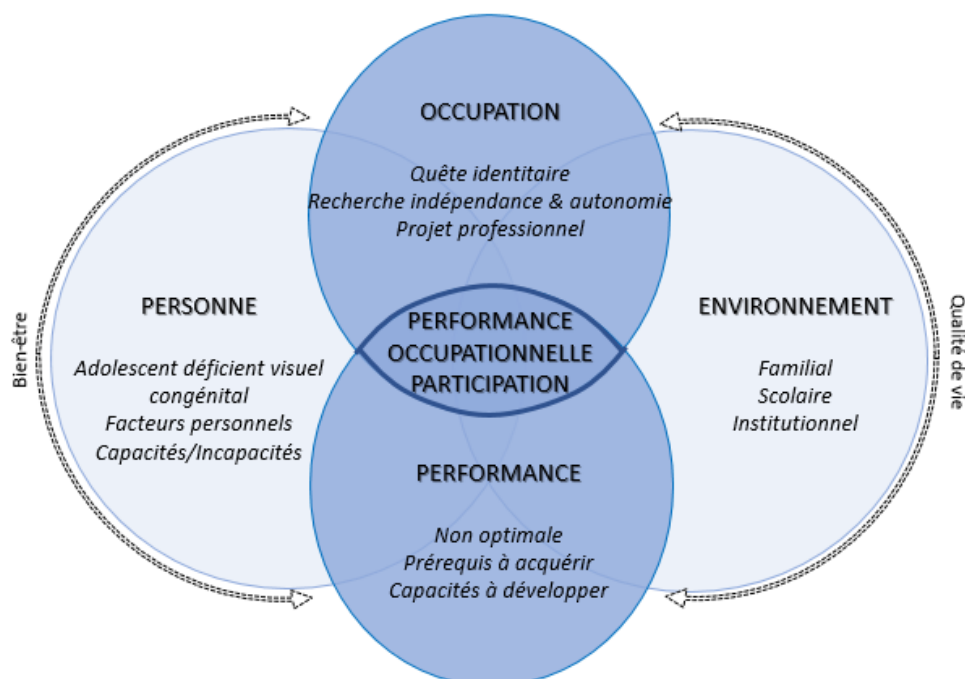 OCCUPATION
Quête identitaire
Recherche indépendance & autonomie
Projet professionnel
Bien-être
PERSONNE
Adolescent déficient visuel
congénital
Facteurs personnels
Capacités/Incapacités
PERFORMANCE
OCCUPATIONNELLE
PARTICIPATION
ENVIRONNEMENT
Familial
Scolaire
Institutionnel
Qualité de vie
PERFORMANCE
Non optimale
Prérequis à acquérir
Capacités à développer